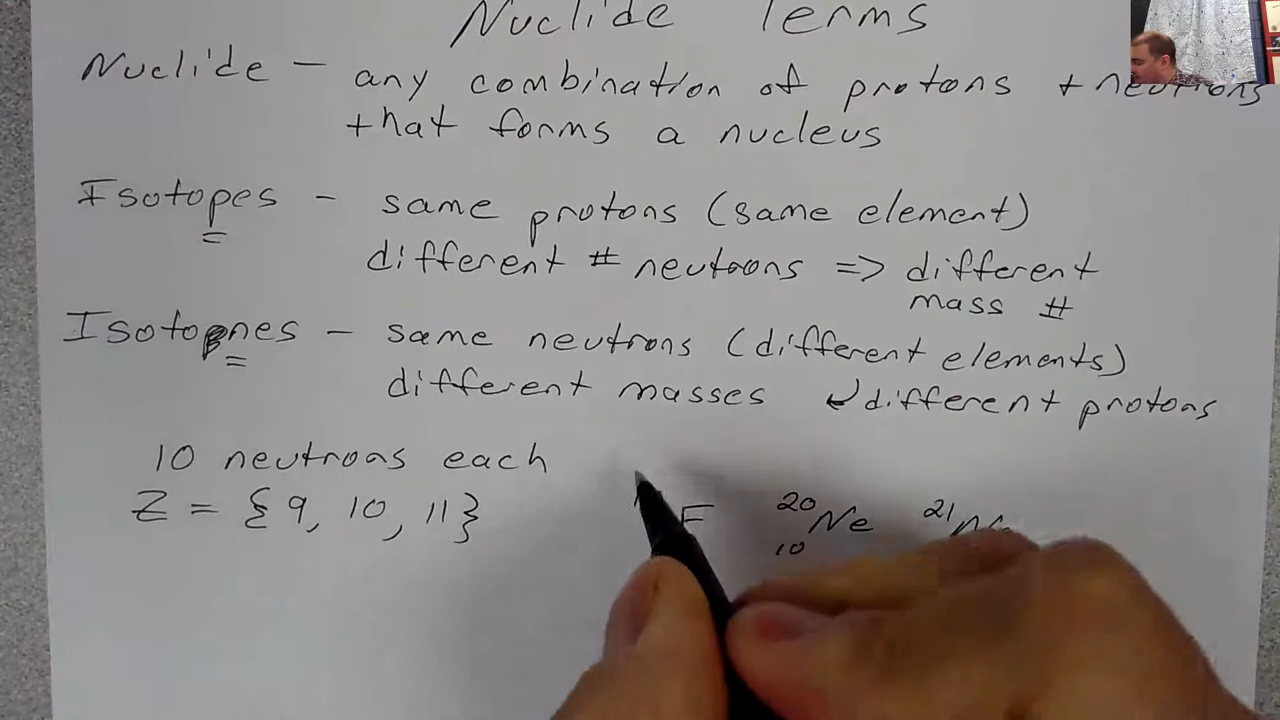 Nuclide Terms
Nuclide - any combination of protons + neutrons
that forms a nucleus
Isotopes - same protons (same element)
different # neutrons => different
mass #
Isotones - same neutrons (different elements)
different masses ↲ different protons
10 neutrons each
Z = {9, 10, 11}
F 20 Ne 21
10